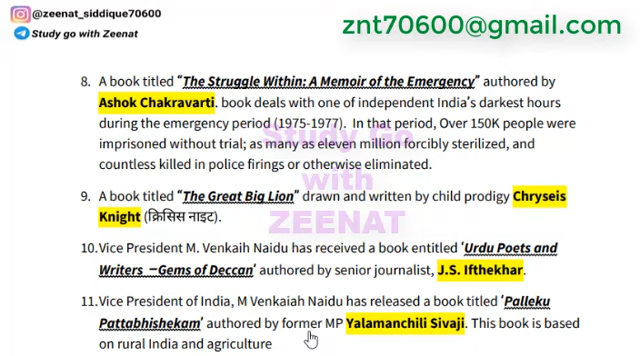 @zeenat_siddique70600
Study go with Zeenat
znt70600@gmail.com
8. A book titled "The Struggle Within: A Memoir of the Emergency" authored by
Ashok Chakravarti. book deals with one of independent India's darkest hours
during the emergency period (1975-1977). In that period, Over 150K people were
imprisoned without trial; as many as eleven million forcibly sterilized, and
countless killed in police firings or otherwise eliminated.
Study Go
with
ZEENAT
9. A book titled "The Great Big Lion" drawn and written by child prodigy Chryseis
Knight (क्रिसिस नाइट).
10. Vice President M. Venkaih Naidu has received a book entitled 'Urdu Poets and
Writers –Gems of Deccan' authored by senior journalist, J.S. Ifthekhar.
11. Vice President of India, M Venkaiah Naidu has released a book titled 'Palleku
Pattabhishekam' authored by former MP Yalamanchili Sivaji. This book is based
on rural India and agriculture